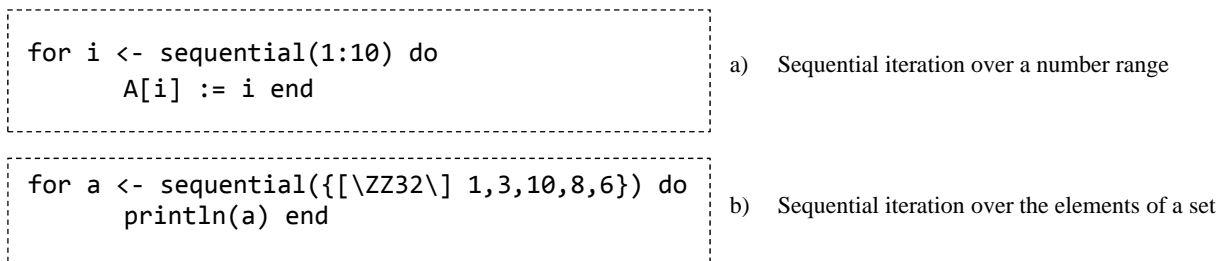 for i <- sequential(1:10) do
A[i] := i end
a) Sequential iteration over a number range
for a <- sequential({[\ZZ32\] 1,3,10,8,6}) do
println(a) end
b) Sequential iteration over the elements of a set